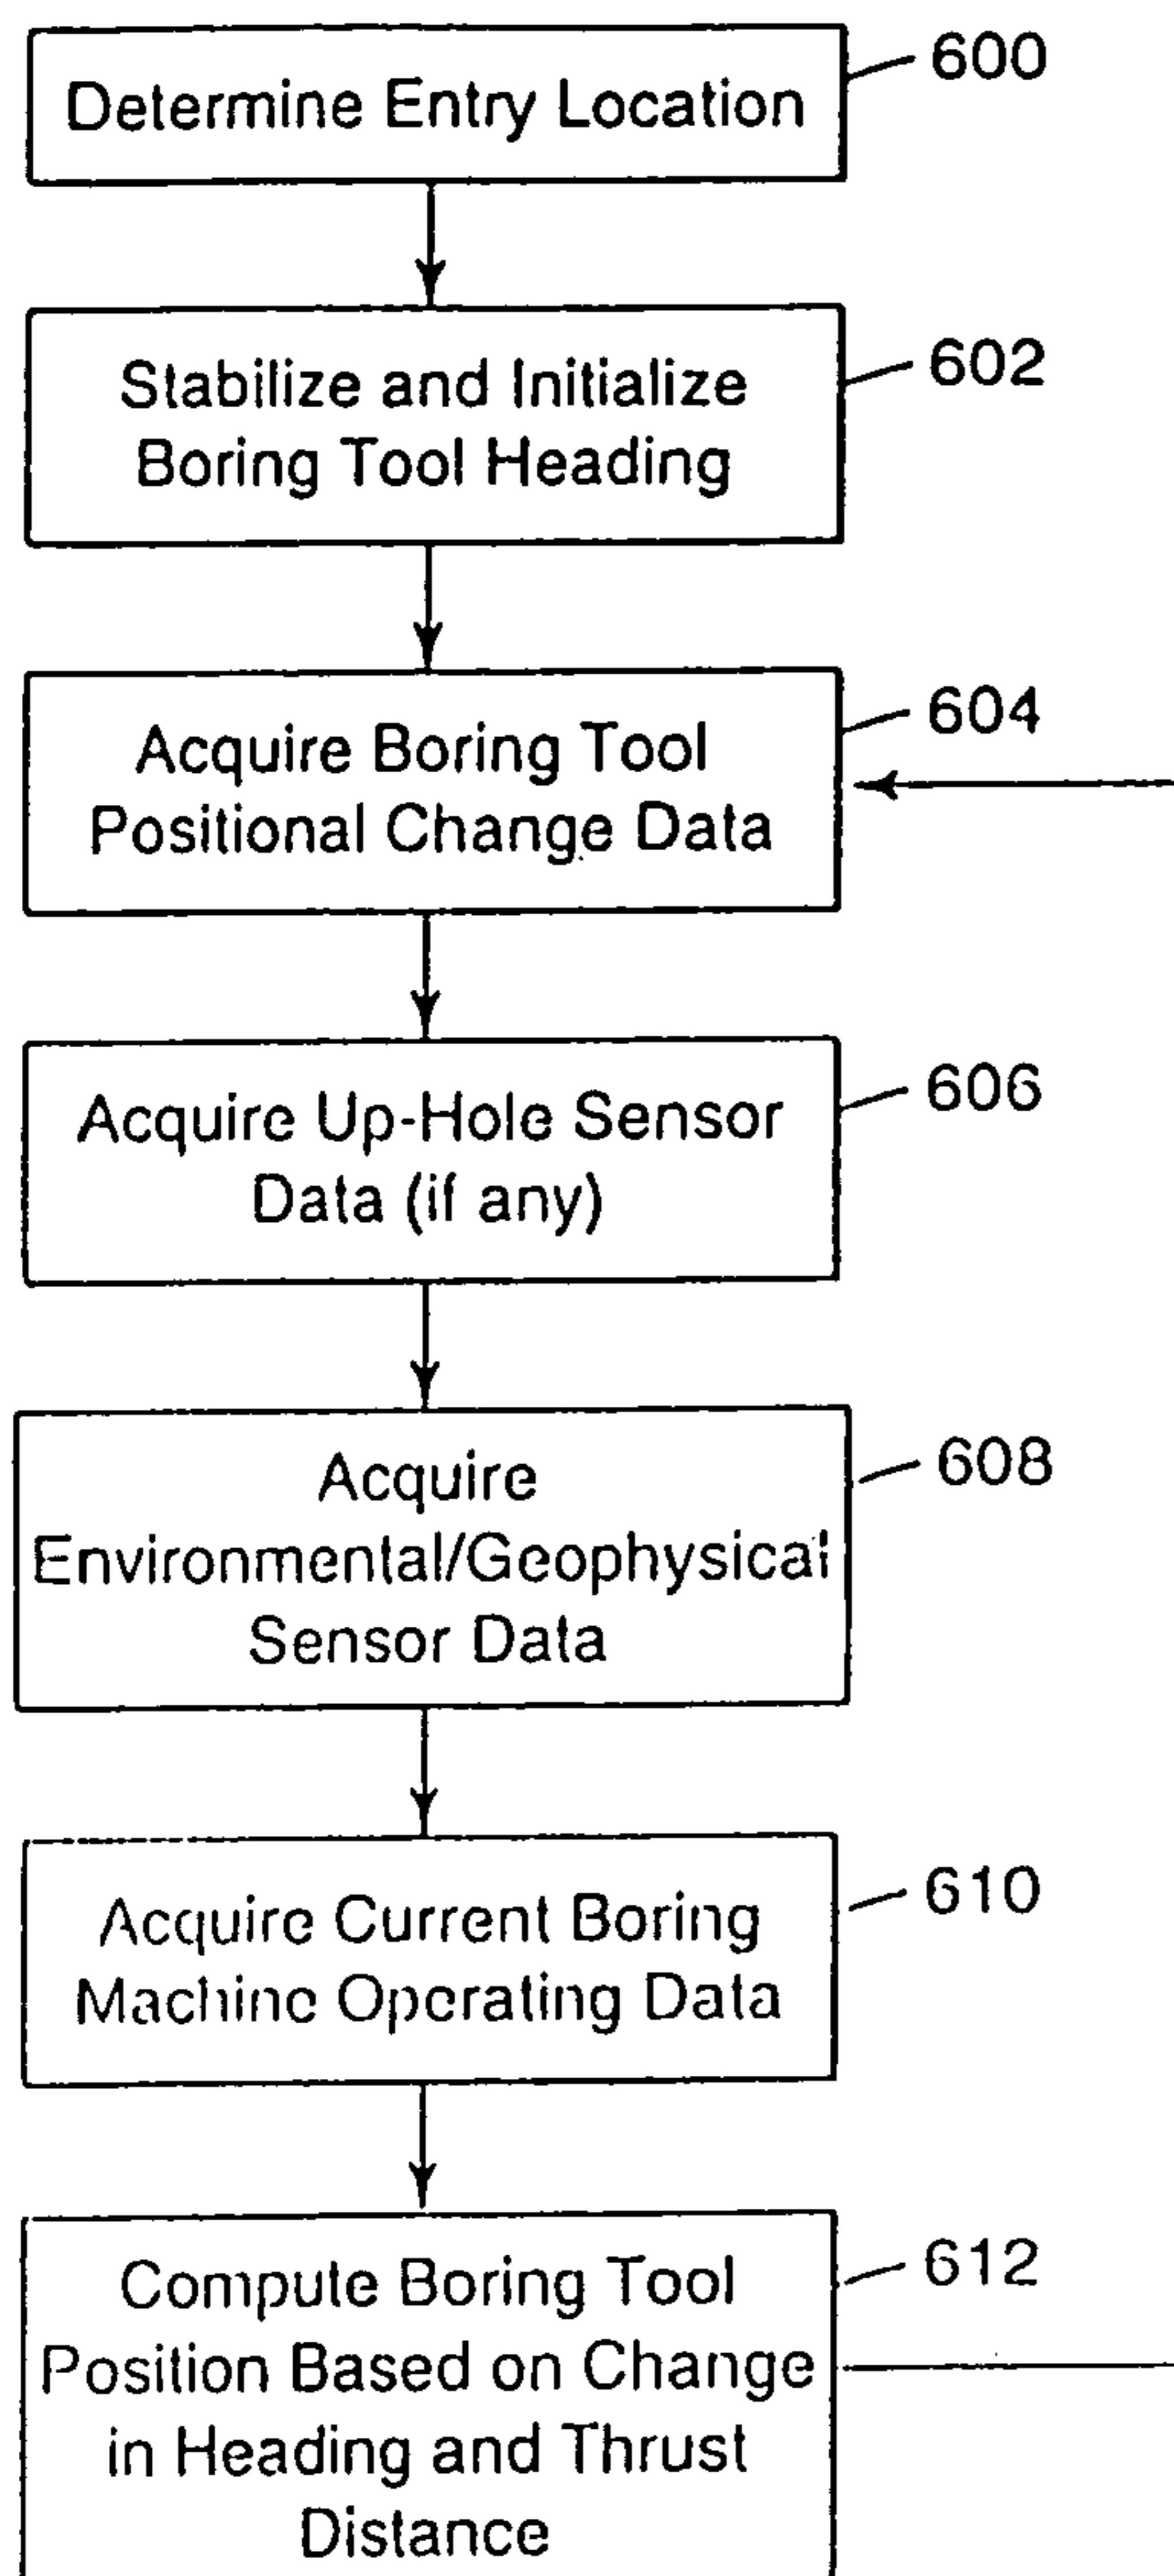 Determine Entry Location
600
Stabilize and Initialize
Boring Tool Heading
602
Acquire Boring Tool
Positional Change Data
604
Acquire Up-Hole Sensor
Data (if any)
606
Acquire
Environmental/Geophysical
Sensor Data
608
Acquire Current Boring
Machine Operating Data
610
Compute Boring Tool
Position Based on Change
in Heading and Thrust
Distance
612